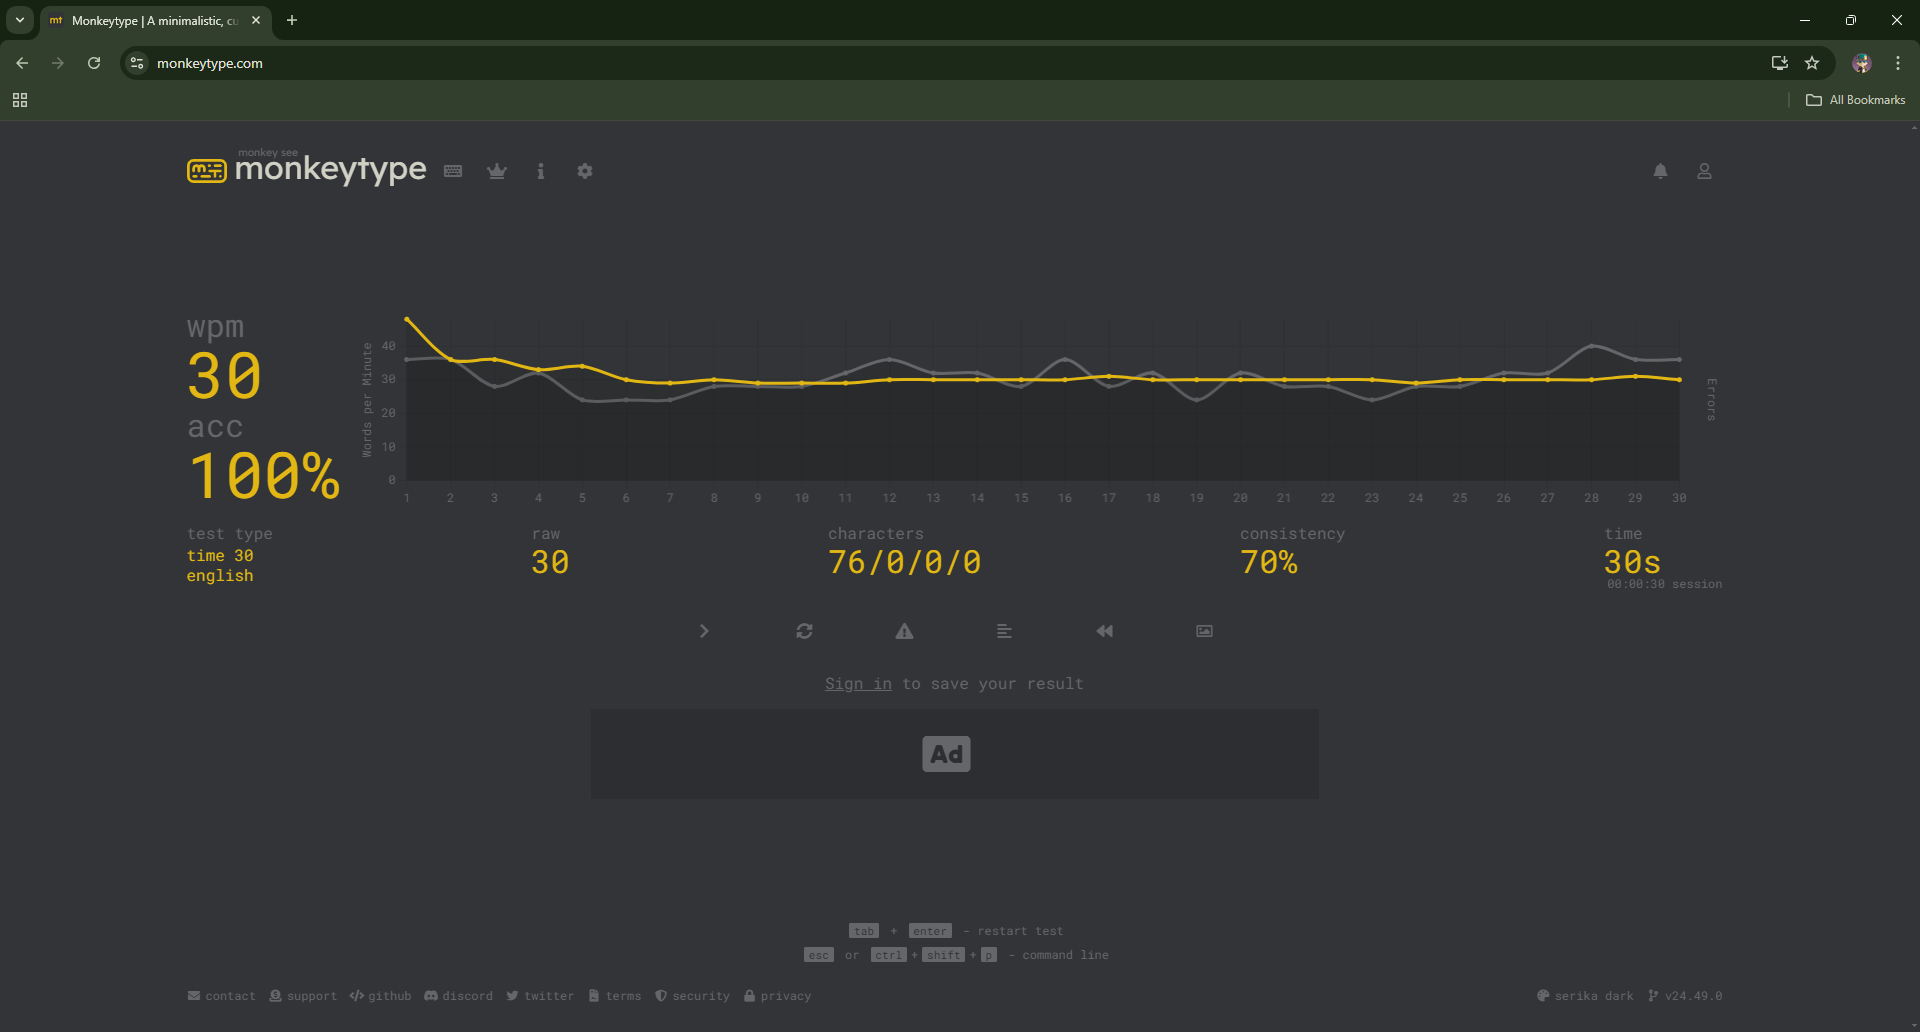 mt Monkeytype | A minimalistic, cu
monkeytype.com
All Bookmarks
monkey see
monkeytype
wpm
30
acc
100%
Words per Minute
40
30
20
10
0
1 2 3 4 5 6 7 8 9 10 11 12 13 14 15 16 17 18 19 20 21 22 23 24 25 26 27 28 29 30
Errors
test type
time 30
english
raw
30
characters
76/0/0/0
consistency
70%
time
30s
00:00:30 session
Sign in to save your result
Ad
tab + enter - restart test
esc or ctrl + shift + p - command line
contact support github discord twitter terms security privacy
serika dark v24.49.0